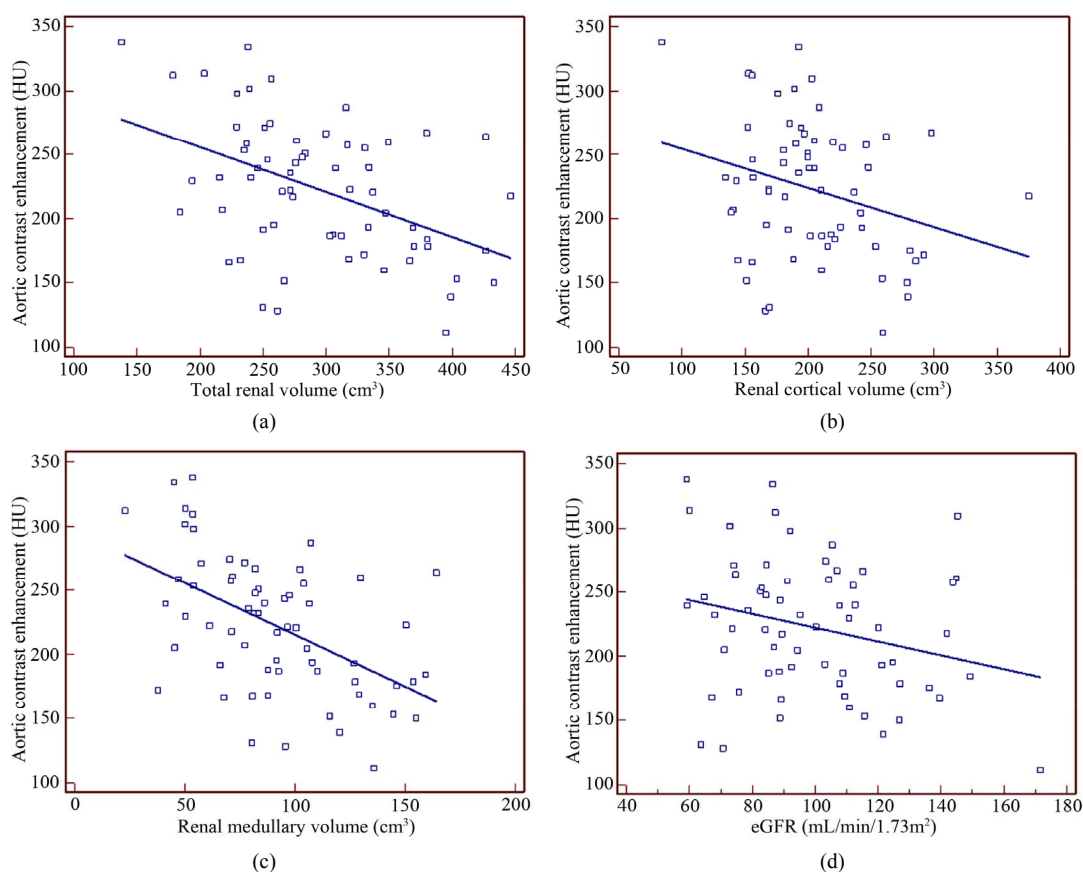 350
300
250
200
150
100
Aortic contrast enhancement (HU)
100 150 200 250 300 350 400 450
Total renal volume (cm³)
(a)
350
300
250
200
150
100
Aortic contrast enhancement (HU)
50 100 150 200 250 300 350 400
Renal cortical volume (cm³)
(b)
350
300
250
200
150
100
Aortic contrast enhancement (HU)
0 50 100 150 200
Renal medullary volume (cm³)
(c)
350
300
250
200
150
100
Aortic contrast enhancement (HU)
40 60 80 100 120 140 160 180
eGFR (mL/min/1.73m²)
(d)